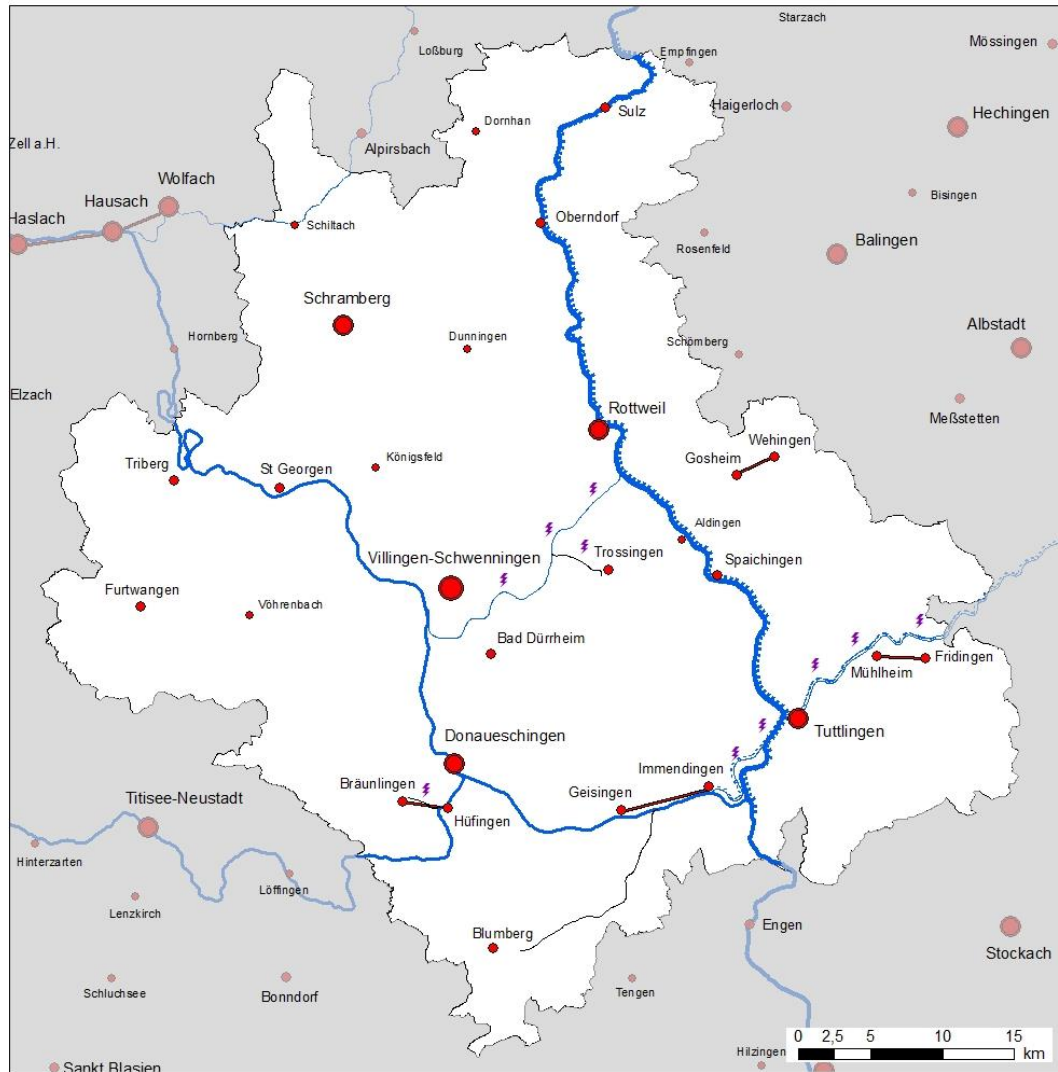 Starzach
Loßburg
Empfingen
Mössingen
Sulz
Haigerloch
Hechingen
Dornhan
Zell a.H.
Alpirsbach
Wolfach
Bisingen
Hausach
Haslach
Schiltach
Oberndorf
Rosenfeld
Balingen
Schramberg
Hornberg
Dunningen
Schömberg
Albstadt
Elzach
Meßstetten
Rottweil
Wehingen
Gosheim
Triberg
St Georgen
Königsfeld
Aldingen
Villingen-Schwenningen
Trossingen
Spaichingen
Furtwangen
Vöhrenbach
Bad Dürrheim
Mühlheim
Fridingen
Donaueschingen
Tuttlingen
Immendingen
Bräunlingen
Geisingen
Titisee-Neustadt
Hüfingen
Hinterzarten
Löffingen
Lenzkirch
Blumberg
Engen
Stockach
Schluchsee
Bonndorf
Tengen
0 2,5 5 10 15
km
Hilzingen
Sankt Blasien